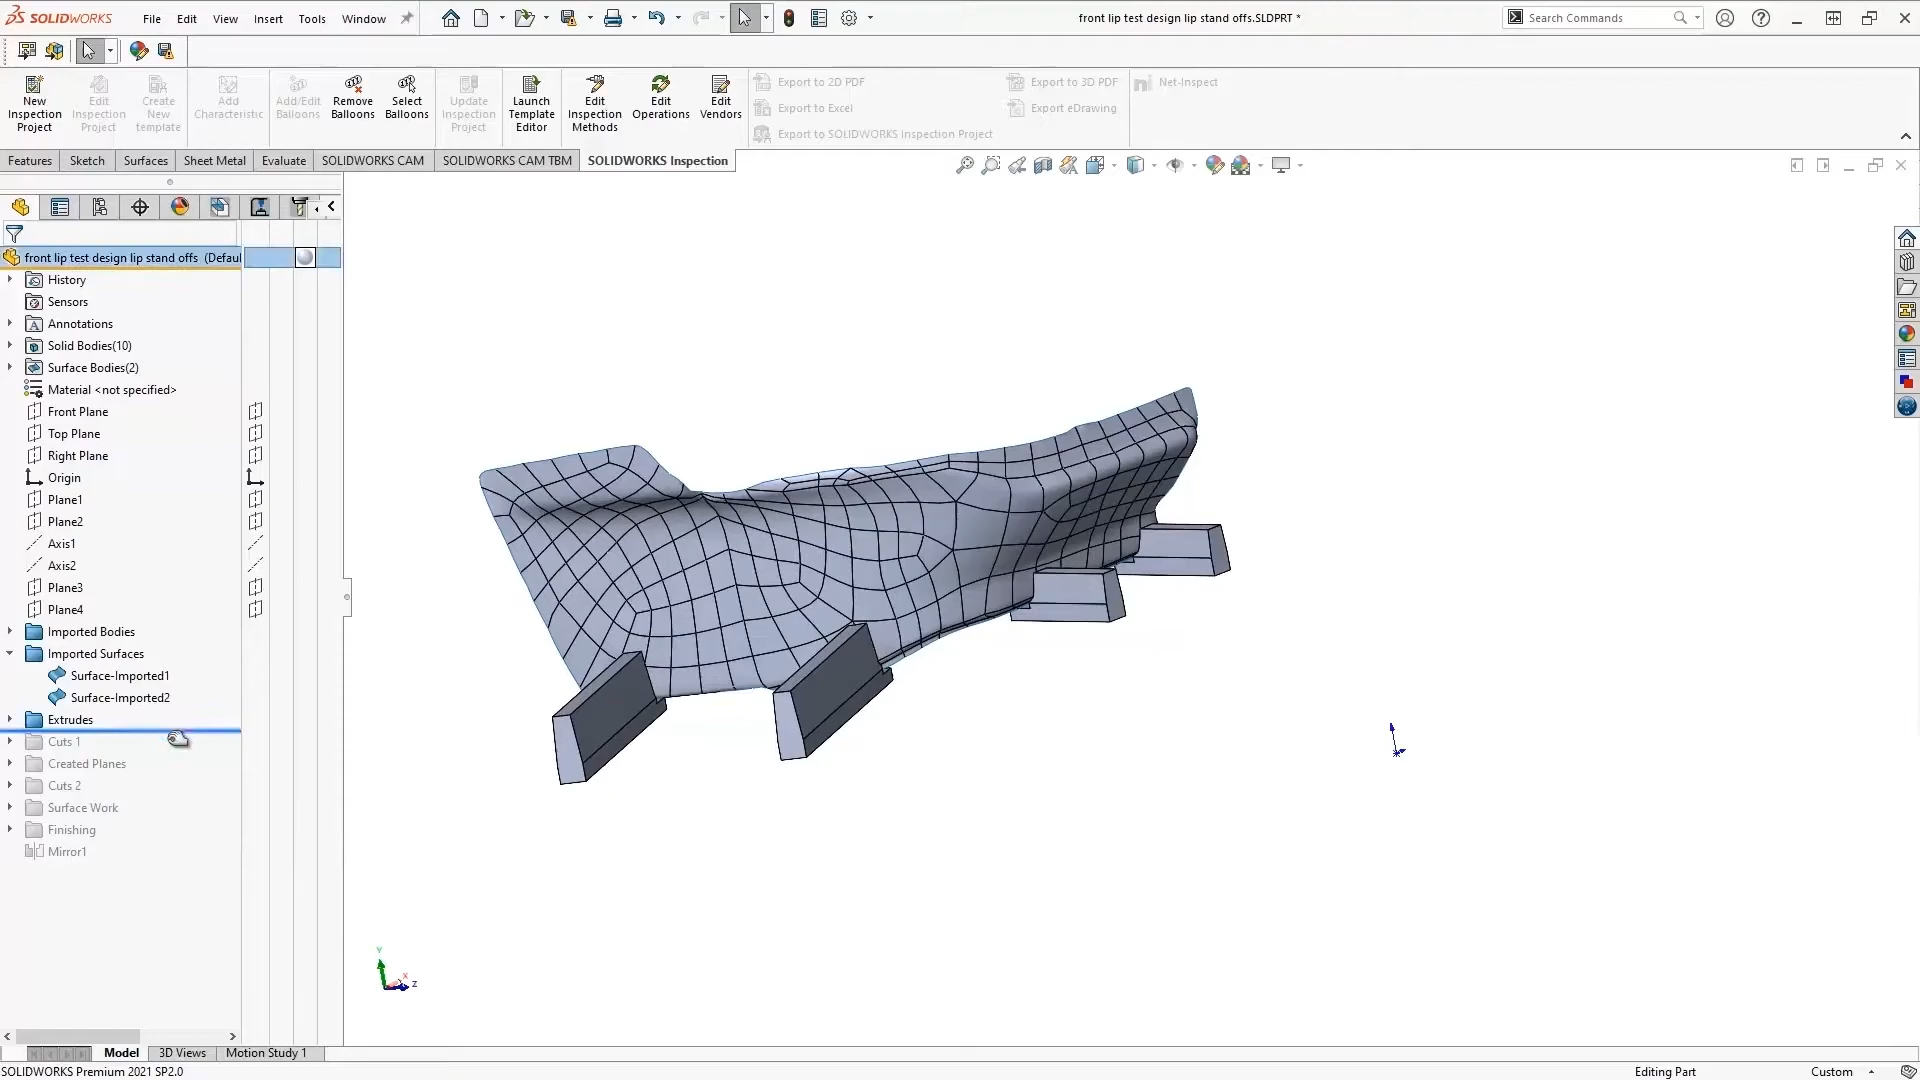 SOLIDWORKS File Edit View Insert Tools Window front lip test design lip stand offs.SLDPRT * Search Commands
New Inspection Project
Edit Inspection Project
Create New template
Add Characteristic
Add/Edit Balloons
Remove Balloons
Select Balloons
Update Inspection Project
Launch Template Editor
Edit Inspection Methods
Edit Operations
Edit Vendors
Export to 2D PDF
Export to Excel
Export to SOLIDWORKS Inspection Project
Export to 3D PDF
Export eDrawing
Net-Inspect
Features Sketch Surfaces Sheet Metal Evaluate SOLIDWORKS CAM SOLIDWORKS CAM TBM SOLIDWORKS Inspection
front lip test design lip stand offs (Defaul
History
Sensors
Annotations
Solid Bodies(10)
Surface Bodies(2)
Material <not specified>
Front Plane
Top Plane
Right Plane
Origin
Plane1
Plane2
Axis1
Axis2
Plane3
Plane4
Imported Bodies
Imported Surfaces
Surface-Imported1
Surface-Imported2
Extrudes
Cuts 1
Created Planes
Cuts 2
Surface Work
Finishing
Mirror1
Y
X
Z
Model 3D Views Motion Study 1
SOLIDWORKS Premium 2021 SP2.0 Editing Part Custom